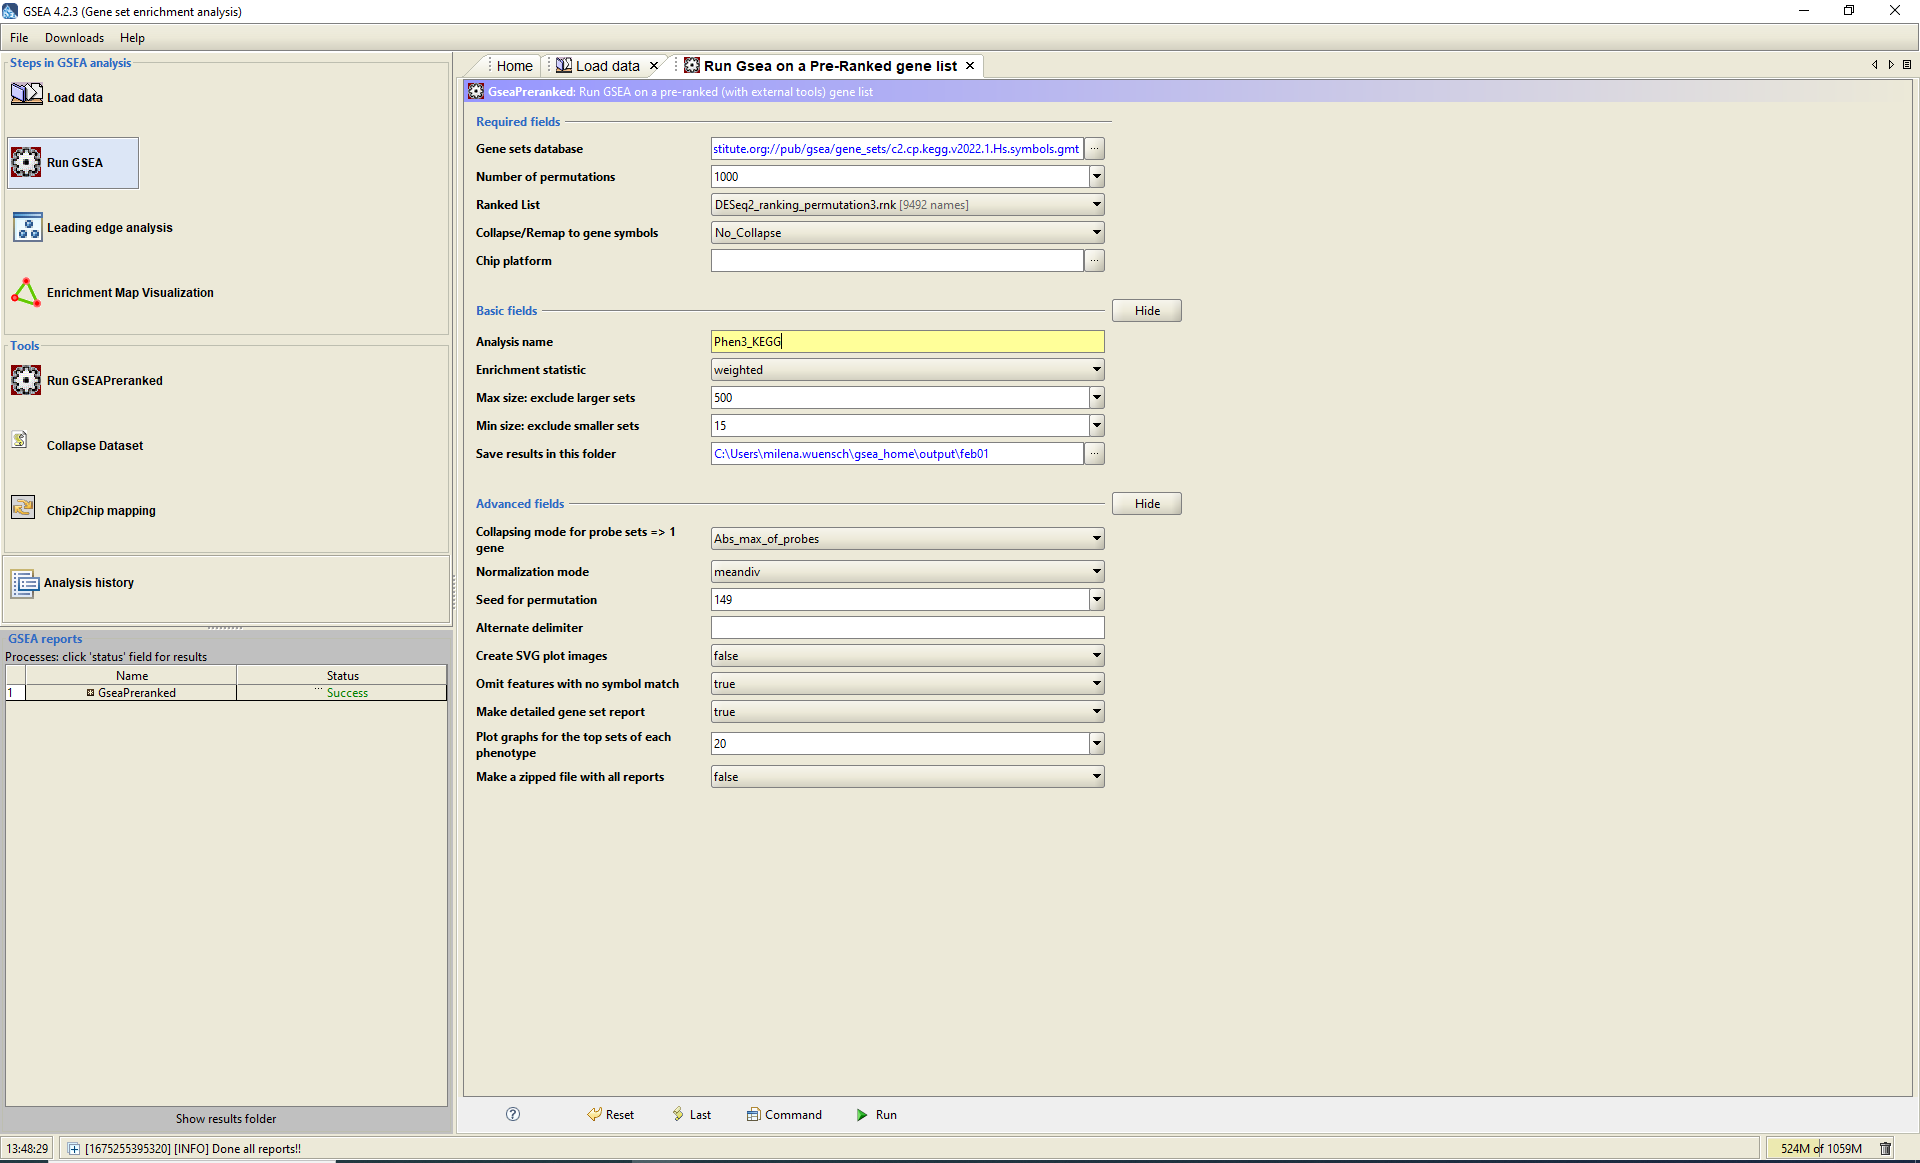 GSEA 4.2.3 (Gene set enrichment analysis)
File Downloads Help
Steps in GSEA analysis
Load data
Run GSEA
Leading edge analysis
Enrichment Map Visualization
Tools
Run GSEAPreranked
Collapse Dataset
Chip2Chip mapping
Analysis history
GSEA reports
Processes: click 'status' field for results
Name Status
1 GseaPreranked ... Success
Show results folder
Home Load data Run Gsea on a Pre-Ranked gene list
GseaPreranked: Run GSEA on a pre-ranked (with external tools) gene list
Required fields
Gene sets database stitute.org://pub/gsea/gene_sets/c2.cp.kegg.v2022.1.Hs.symbols.gmt ...
Number of permutations 1000
Ranked List DESeq2_ranking_permutation3.rnk [9492 names]
Collapse/Remap to gene symbols No_Collapse
Chip platform ...
Basic fields Hide
Analysis name Phen3_KEGG
Enrichment statistic weighted
Max size: exclude larger sets 500
Min size: exclude smaller sets 15
Save results in this folder C:\Users\milena.wuensch\gsea_home\output\feb01 ...
Advanced fields Hide
Collapsing mode for probe sets => 1
gene Abs_max_of_probes
Normalization mode meandiv
Seed for permutation 149
Alternate delimiter
Create SVG plot images false
Omit features with no symbol match true
Make detailed gene set report true
Plot graphs for the top sets of each
phenotype 20
Make a zipped file with all reports false
? Reset Last Command Run
13:48:29 [1675255395320] [INFO] Done all reports!! 524M of 1059M